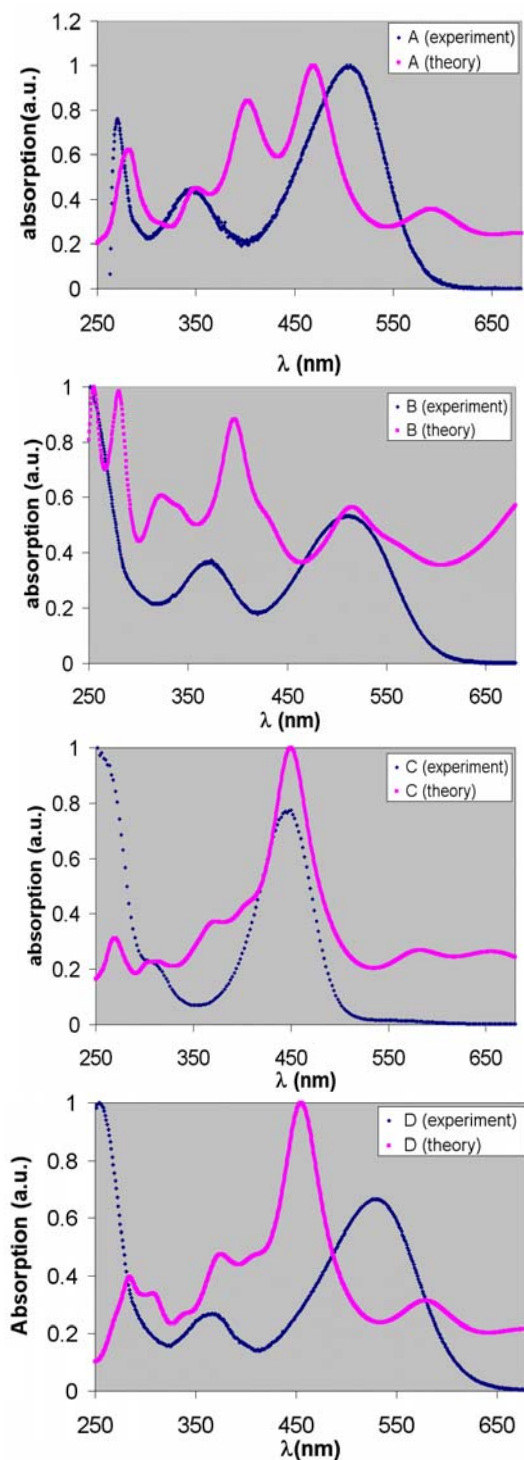 1.2
1
0.8
0.6
0.4
0.2
0
absorption(a.u.)
A (experiment)
A (theory)
250 350 450 550 650
λ (nm)
1
0.8
0.6
0.4
0.2
0
absorption (a.u.)
B (experiment)
B (theory)
250 350 450 550 650
λ (nm)
1
0.8
0.6
0.4
0.2
0
absorption (a.u.)
C (experiment)
C (theory)
250 350 450 550 650
λ (nm)
1
0.8
0.6
0.4
0.2
0
Absorption (a.u.)
D (experiment)
D (theory)
250 350 450 550 650
λ(nm)